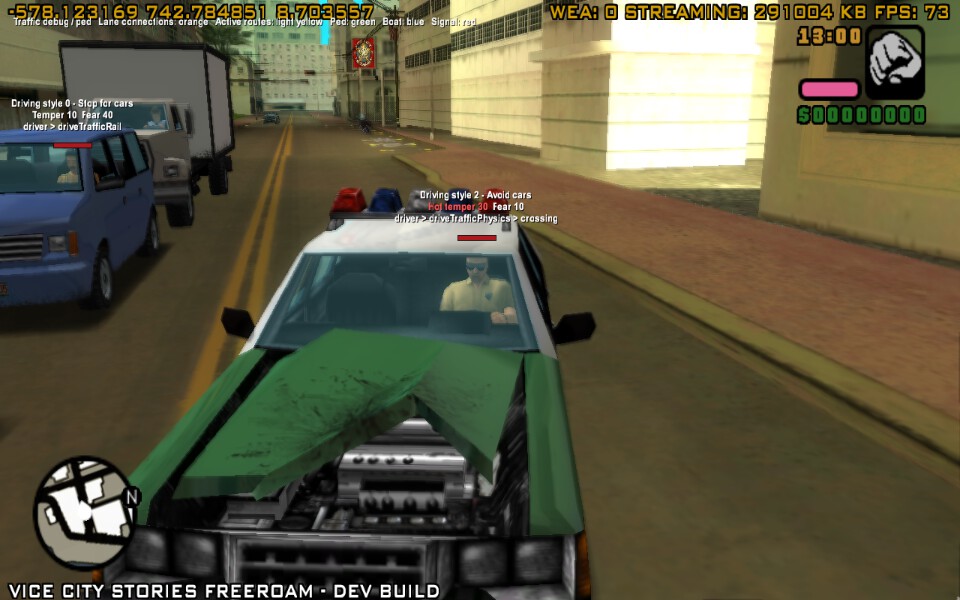 -578.123169 742.784851 8.703557
WEA: 0 STREAMING: 291004 KB FPS: 73
Traffic debug / ped Lane connections: orange Active routes: light yellow Ped: green Boat: blue Signal: red
13:00
$00000000
Driving style 0 - Stop for cars
Temper 10 Fear 40
driver > driveTrafficRail
Driving style 2 - Avoid cars
temper 30 Fear 10
driver > driveTrafficPhysics > crossing
N
VICE CITY STORIES FREEROAM - DEV BUILD